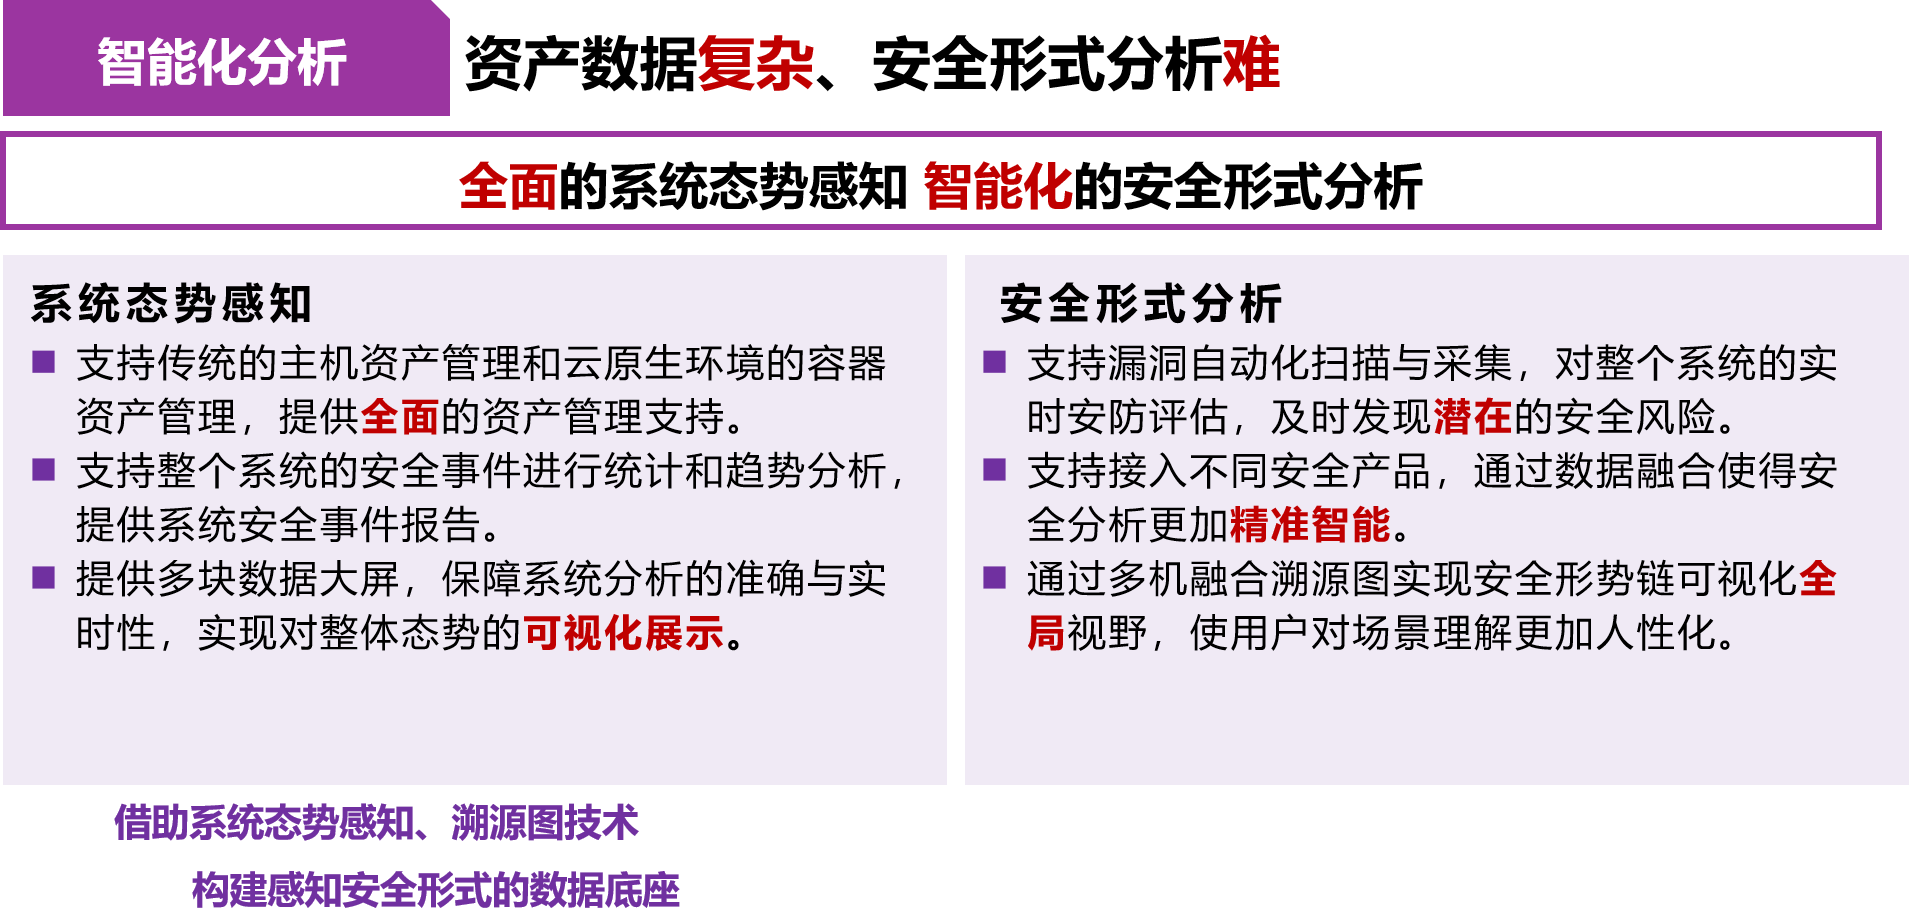 智能化分析
资产数据复杂、安全形式分析难
全面的系统态势感知 智能化的安全形式分析
系统态势感知
支持传统的主机资产管理和云原生环境的容器
资产管理，提供全面的资产管理支持。
支持整个系统的安全事件进行统计和趋势分析，
提供系统安全事件报告。
提供多块数据大屏，保障系统分析的准确与实
时性，实现对整体态势的可视化展示。
安全形式分析
支持漏洞自动化扫描与采集，对整个系统的实
时安防评估，及时发现潜在的安全风险。
支持接入不同安全产品，通过数据融合使得安
全分析更加精准智能。
通过多机融合溯源图实现安全形势链可视化全
局视野，使用户对场景理解更加人性化。
借助系统态势感知、溯源图技术
构建感知安全形式的数据底座